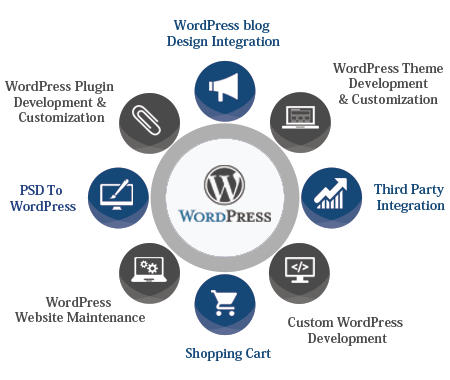 WordPress blog
Design Integration
WordPress Theme
Development
& Customization
Third Party
Integration
Custom WordPress
Development
Shopping Cart
WordPress
Website Maintenance
PSD To
WordPress
WordPress Plugin
Development &
Customization
W
WORDPRESS
</>